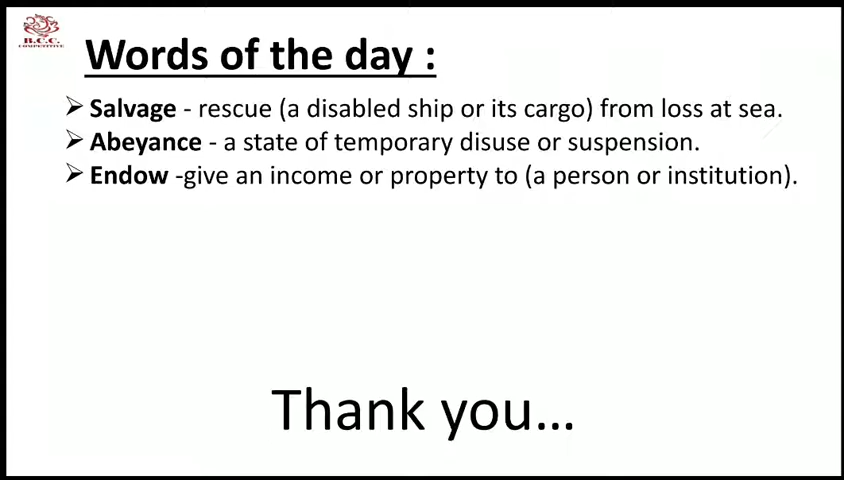 B.C.C.
COMPETITIVE
Words of the day :
➢ Salvage - rescue (a disabled ship or its cargo) from loss at sea.
➢ Abeyance - a state of temporary disuse or suspension.
➢ Endow -give an income or property to (a person or institution).
Thank you...